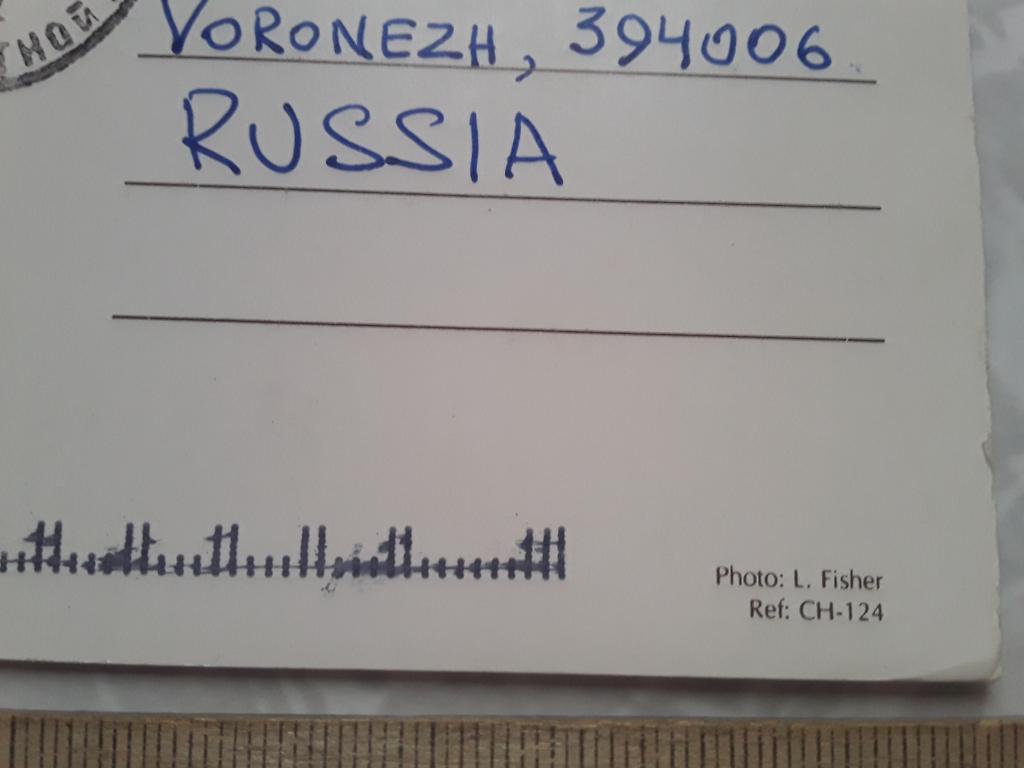 VORONEZH, 394006
RUSSIA
Photo: L. Fisher
Ref: CH-124